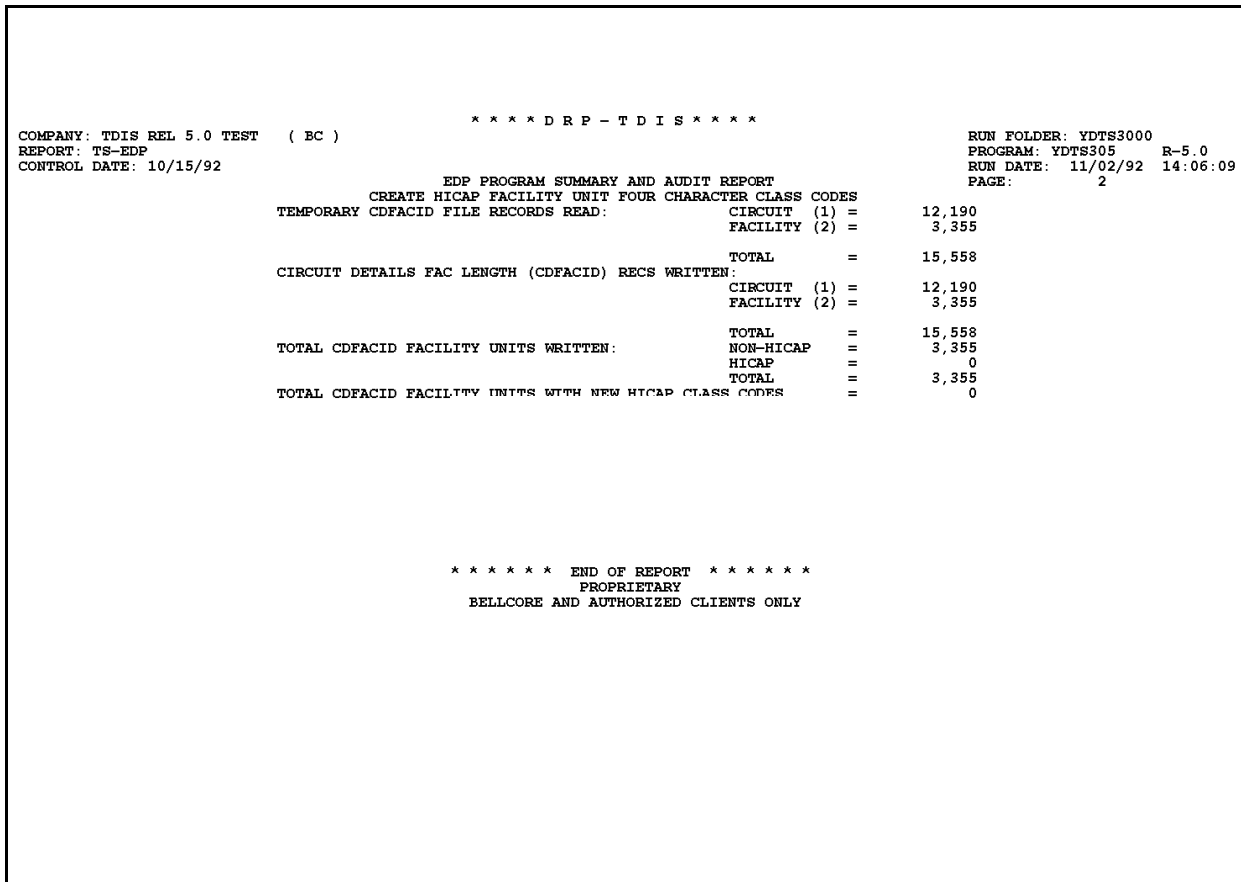 * * * * D R P - T D I S * * * *
COMPANY: TDIS REL 5.0 TEST ( BC ) RUN FOLDER: YDTS3000
REPORT: TS-EDP PROGRAM: YDTS305 R-5.0
CONTROL DATE: 10/15/92 RUN DATE: 11/02/92 14:06:09
EDP PROGRAM SUMMARY AND AUDIT REPORT PAGE: 2
CREATE HICAP FACILITY UNIT FOUR CHARACTER CLASS CODES
TEMPORARY CDFACID FILE RECORDS READ: CIRCUIT (1) = 12,190
FACILITY (2) = 3,355
TOTAL = 15,558
CIRCUIT DETAILS FAC LENGTH (CDFACID) RECS WRITTEN:
CIRCUIT (1) = 12,190
FACILITY (2) = 3,355
TOTAL = 15,558
TOTAL CDFACID FACILITY UNITS WRITTEN: NON-HICAP = 3,355
HICAP = 0
TOTAL = 3,355
TOTAL CDFACID FACILITY UNITS WITH NEW HICAP CLASS CODES = 0
* * * * * * END OF REPORT * * * * * *
PROPRIETARY
BELLCORE AND AUTHORIZED CLIENTS ONLY